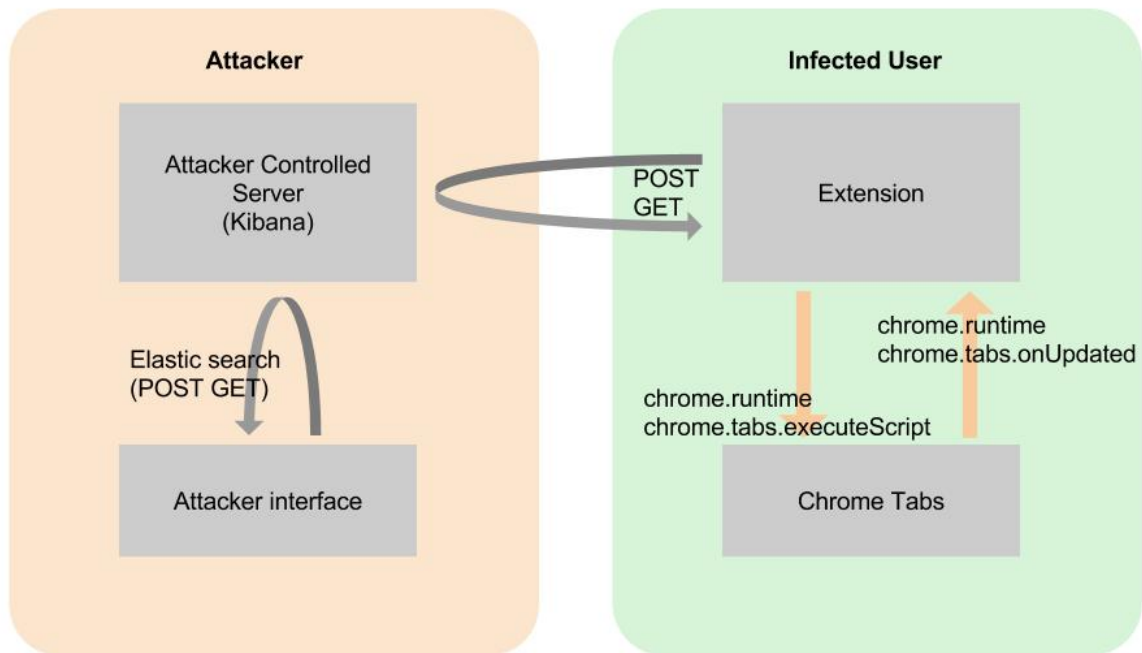 Attacker
Attacker Controlled
Server
(Kibana)
Elastic search
(POST GET)
Attacker interface
POST
GET
Infected User
Extension
chrome.runtime
chrome.tabs.onUpdated
chrome.runtime
chrome.tabs.executeScript
Chrome Tabs